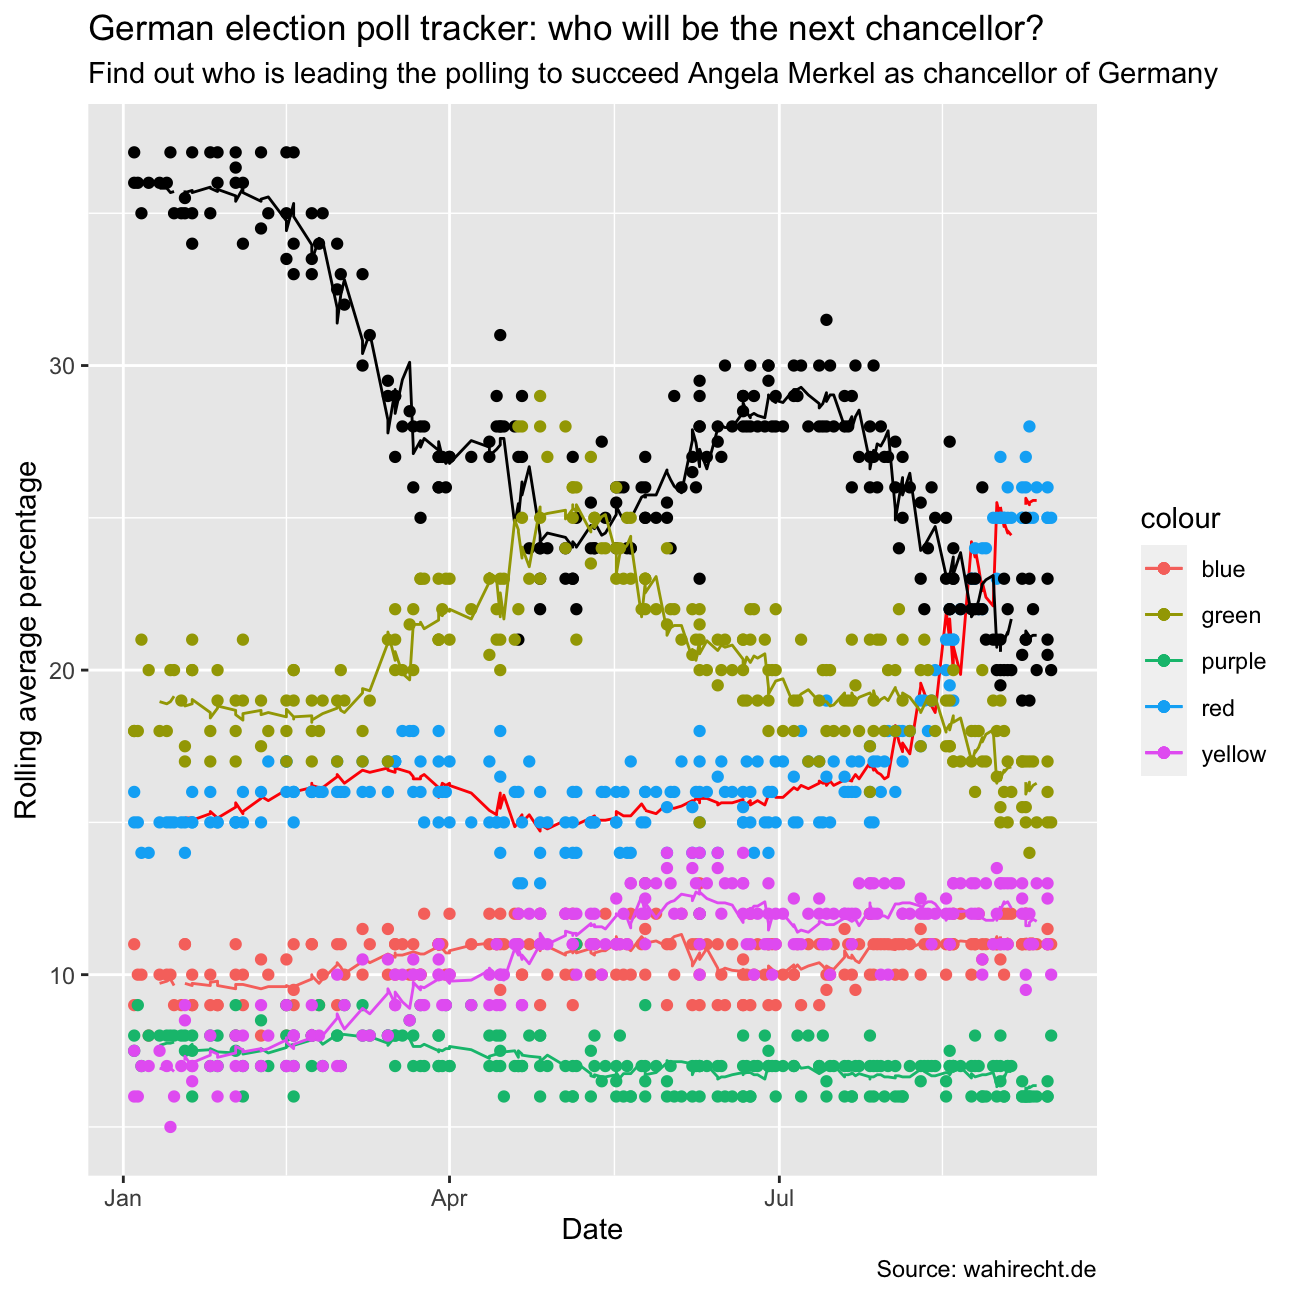 German election poll tracker: who will be the next chancellor?
Find out who is leading the polling to succeed Angela Merkel as chancellor of Germany
Rolling average percentage
30
20
10
Jan
Apr
Jul
Date
colour
blue
green
purple
red
yellow
Source: wahirecht.de